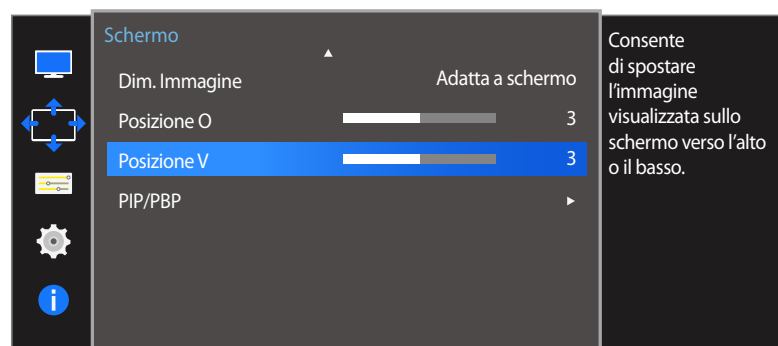 Schermo
Dim. Immagine Adatta a schermo
Posizione O 3
Posizione V 3
PIP/PBP
Consente
di spostare
l’immagine
visualizzata sullo
schermo verso l’alto
o il basso.